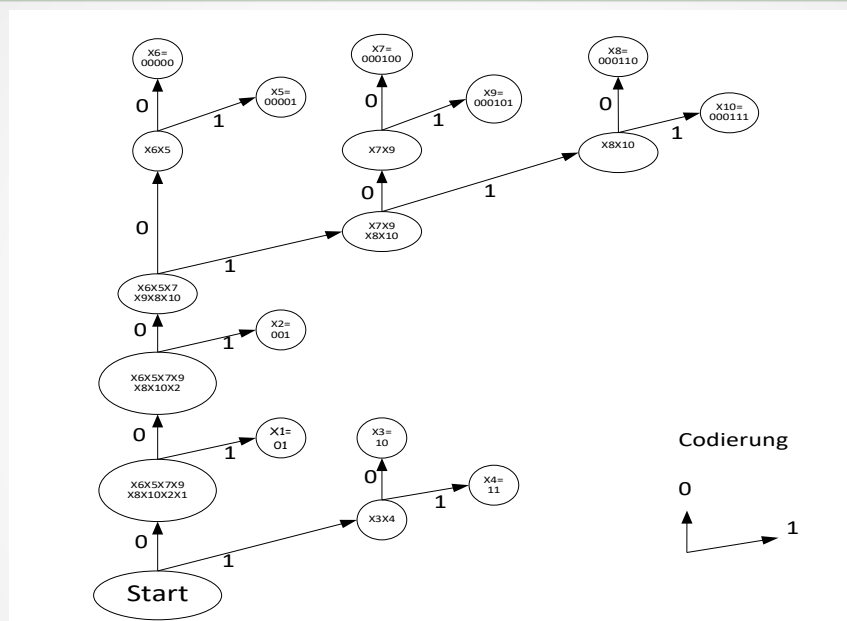 X6=
00000
X5=
00001
X7=
000100
X9=
000101
X8=
000110
X10=
000111
0
1
0
1
0
1
X6X5
X7X9
X8X10
0
0
1
X7X9
X8X10
1
X6X5X7
X9X8X10
0
1
X2=
001
X6X5X7X9
X8X10X2
0
1
X1=
01
X3=
10
X4=
11
X6X5X7X9
X8X10X2X1
0
1
X3X4
0
1
Start
Codierung
0
1